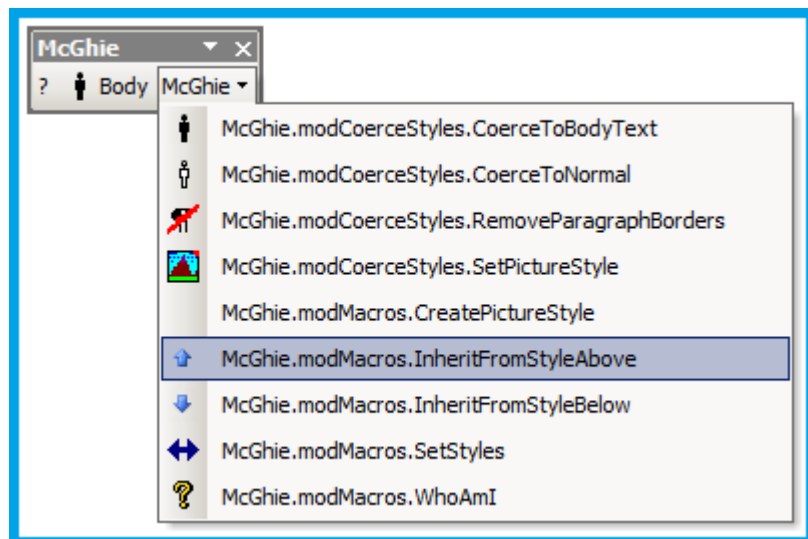 McGhie
? Body McGhie
McGhie.modCoerceStyles.CoerceToBodyText
McGhie.modCoerceStyles.CoerceToNormal
McGhie.modCoerceStyles.RemoveParagraphBorders
McGhie.modCoerceStyles.SetPictureStyle
McGhie.modMacros.CreatePictureStyle
McGhie.modMacros.InheritFromStyleAbove
McGhie.modMacros.InheritFromStyleBelow
McGhie.modMacros.SetStyles
McGhie.modMacros.WhoAmI